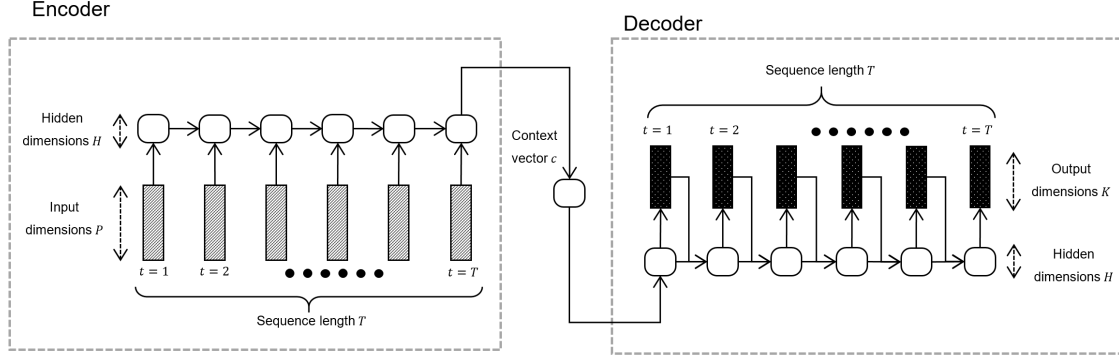 Encoder
Hidden
dimensions H
Input
dimensions P
t = 1
t = 2
t = T
Sequence length T
Context
vector c
Decoder
Sequence length T
t = 1
t = 2
t = T
Output
dimensions K
Hidden
dimensions H